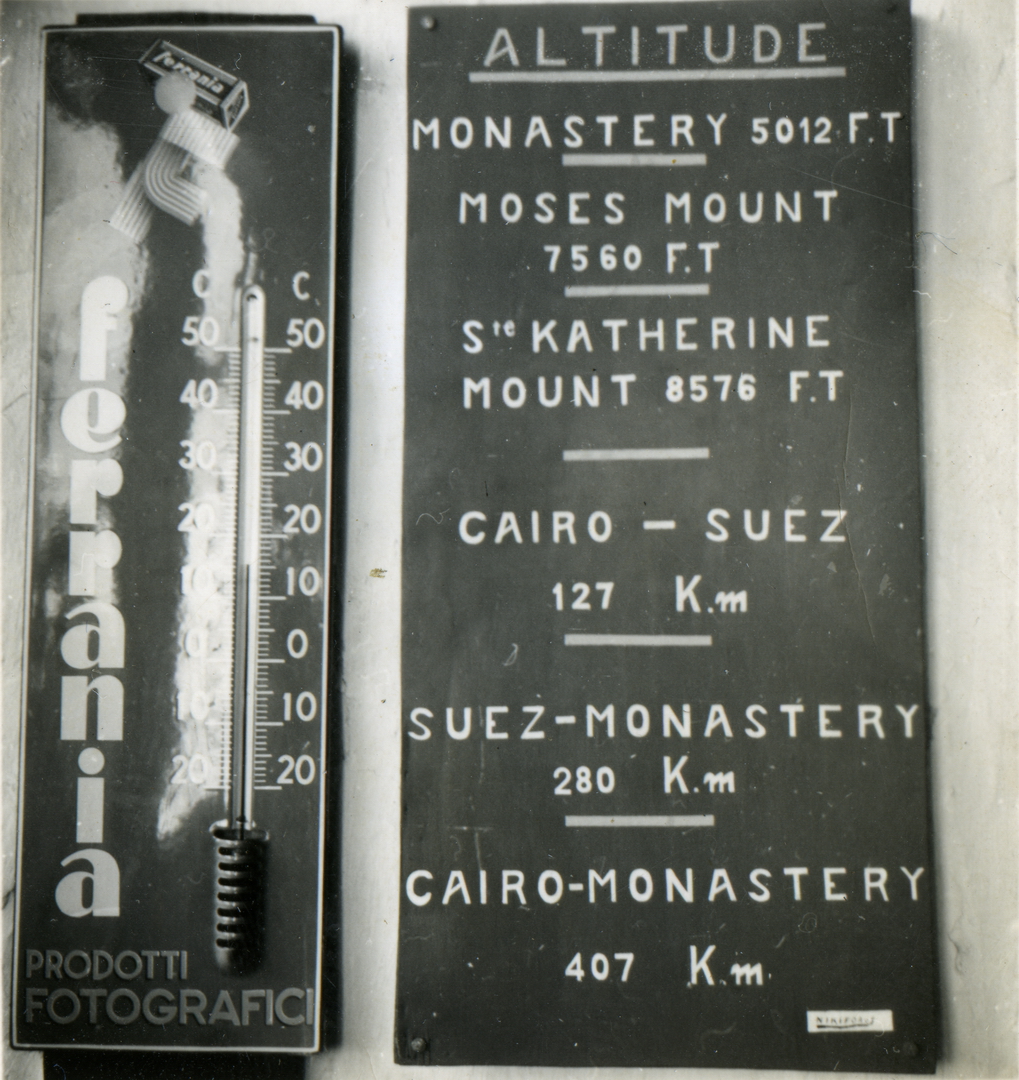 ferrania
C C.
50 50
40 40
30 30
20 20
10 10
0 0
10 10
20 20
ferrania
PRODOTTI
FOTOGRAFICI
ALTITUDE
MONASTERY 5012 F.T
MOSES MOUNT
7560 F.T
Ste KATHERINE
MOUNT 8576 F.T
CAIRO – SUEZ
127 K.m
SUEZ-MONASTERY
280 K.m
CAIRO-MONASTERY
407 K.m.